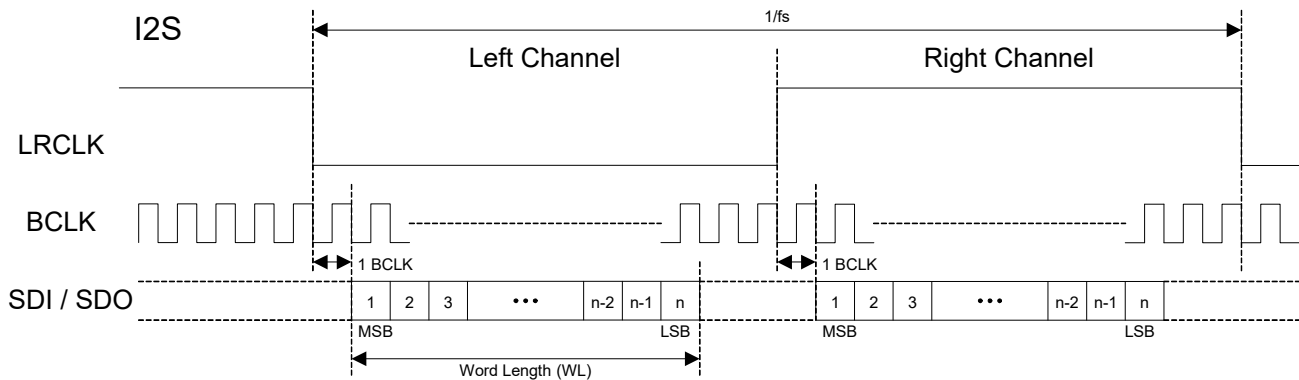 I2S
1/fs
Left Channel
Right Channel
LRCLK
BCLK
1 BCLK
1 BCLK
SDI / SDO
1 2 3 ••• n-2 n-1 n
1 2 3 ••• n-2 n-1 n
MSB
LSB
MSB
LSB
Word Length (WL)